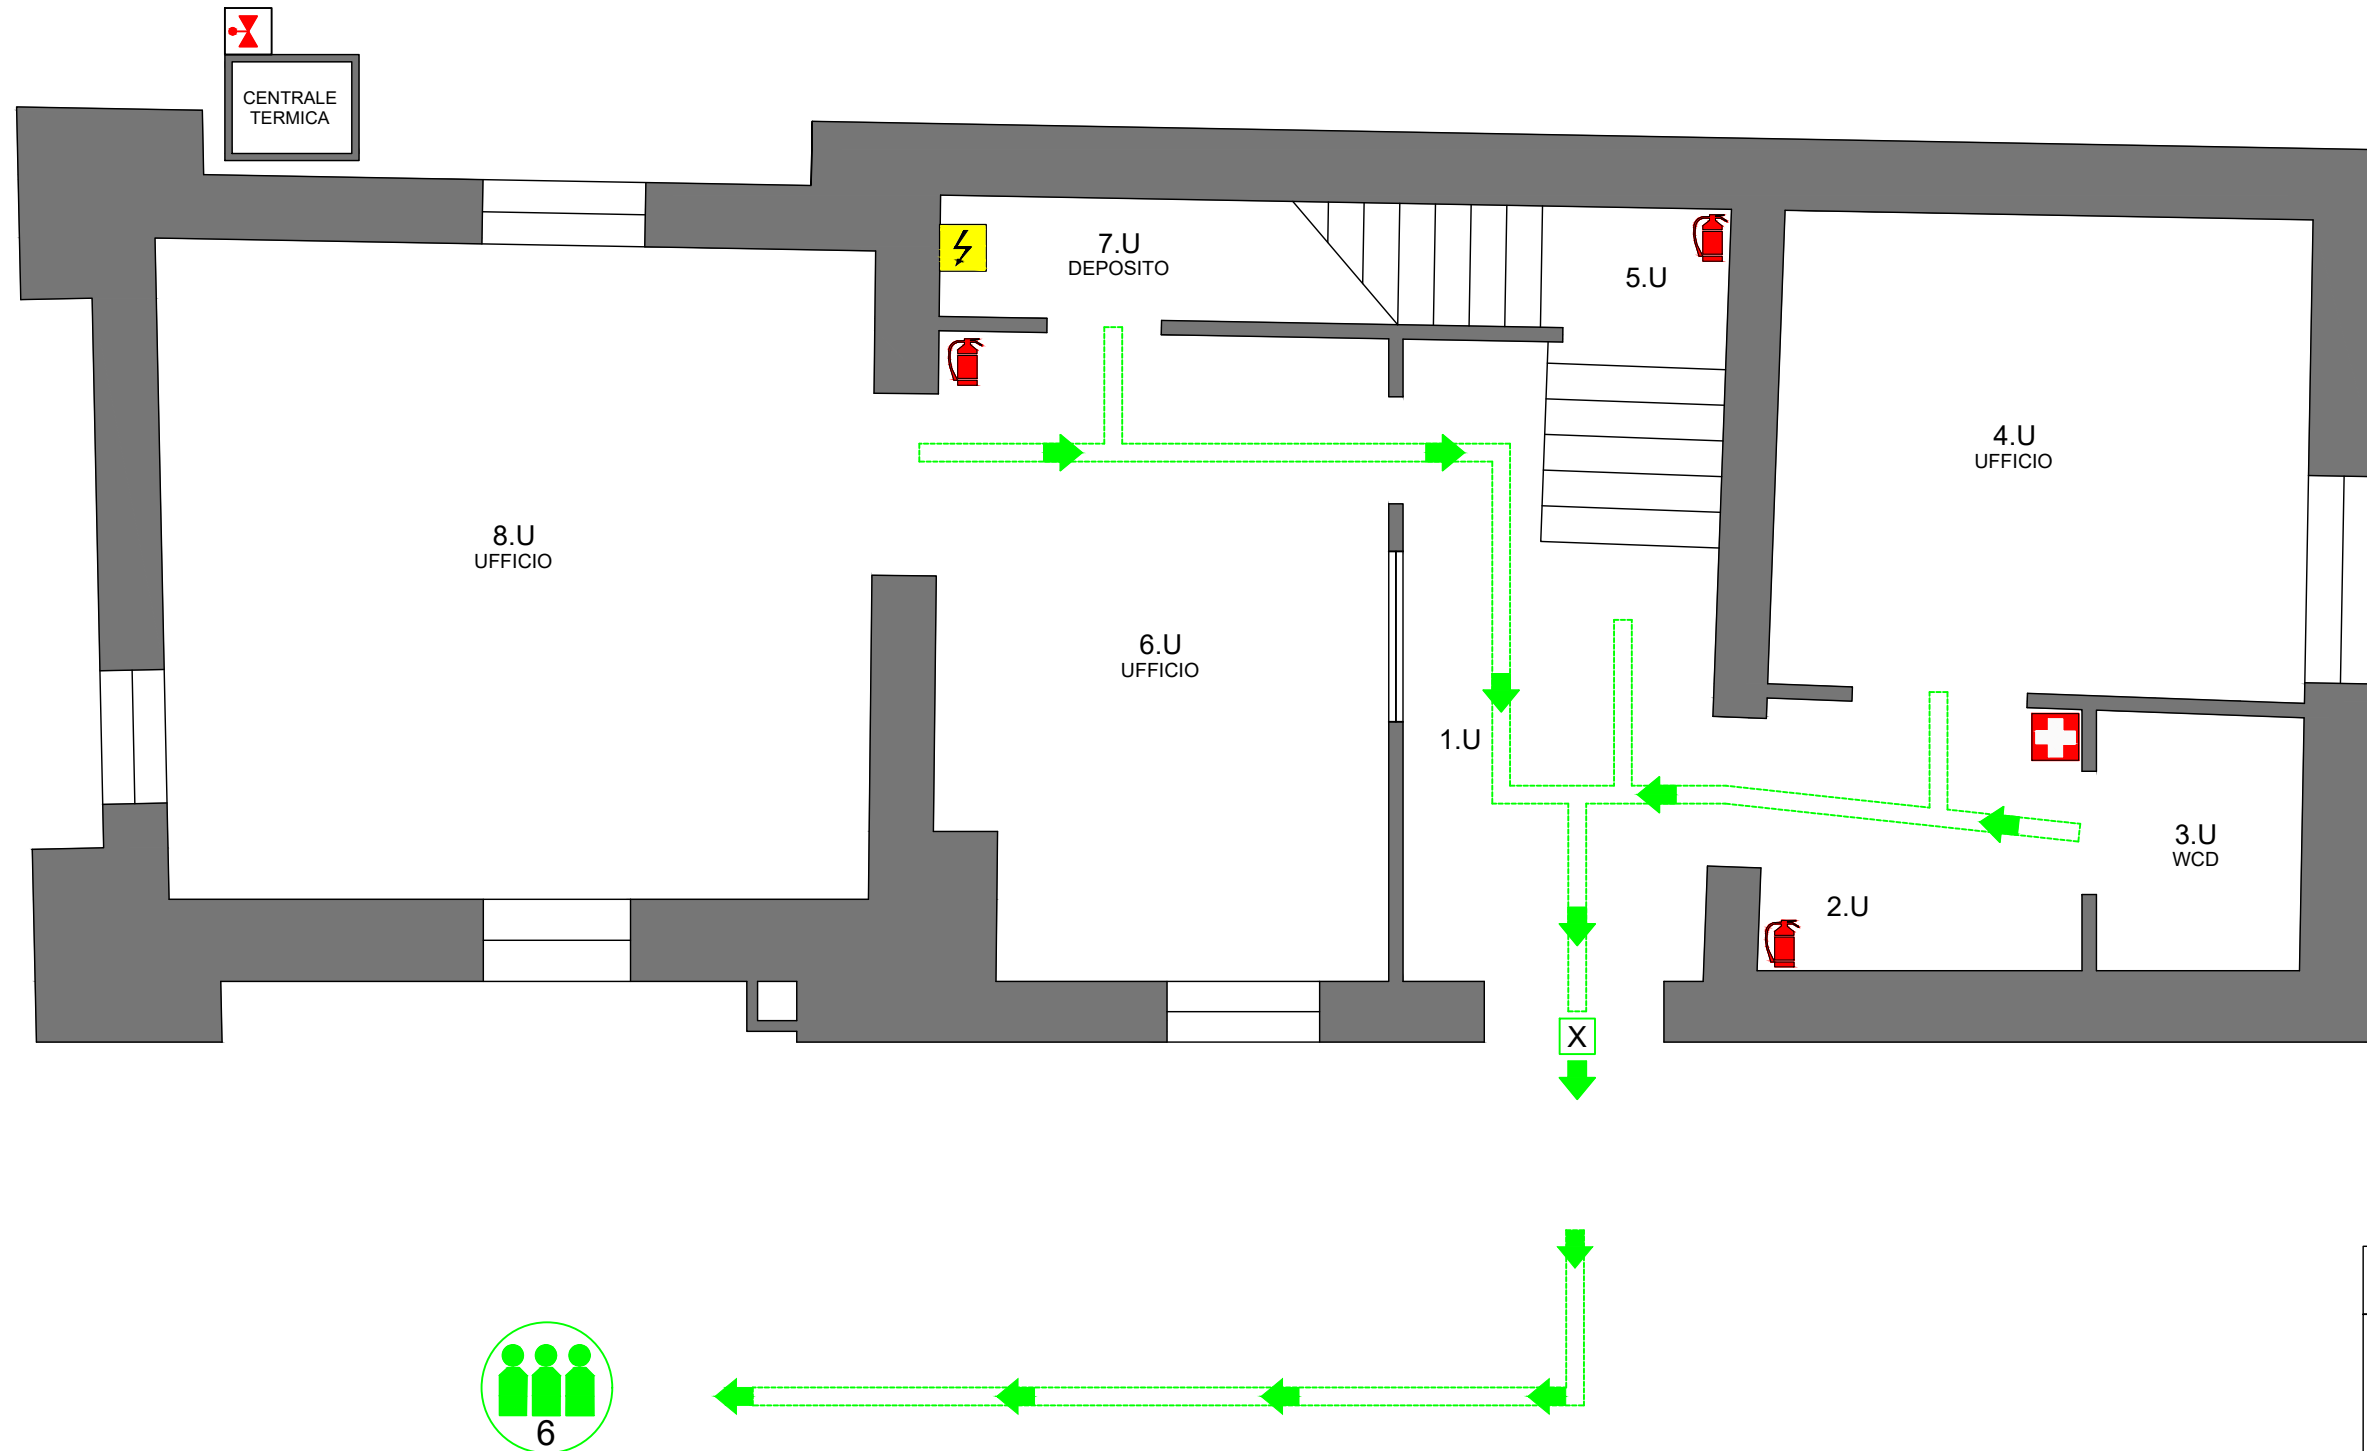 CENTRALE
TERMICA
7.U
DEPOSITO
5.U
4.U
UFFICIO
8.U
UFFICIO
6.U
UFFICIO
1.U
3.U
WCD
2.U
X
6